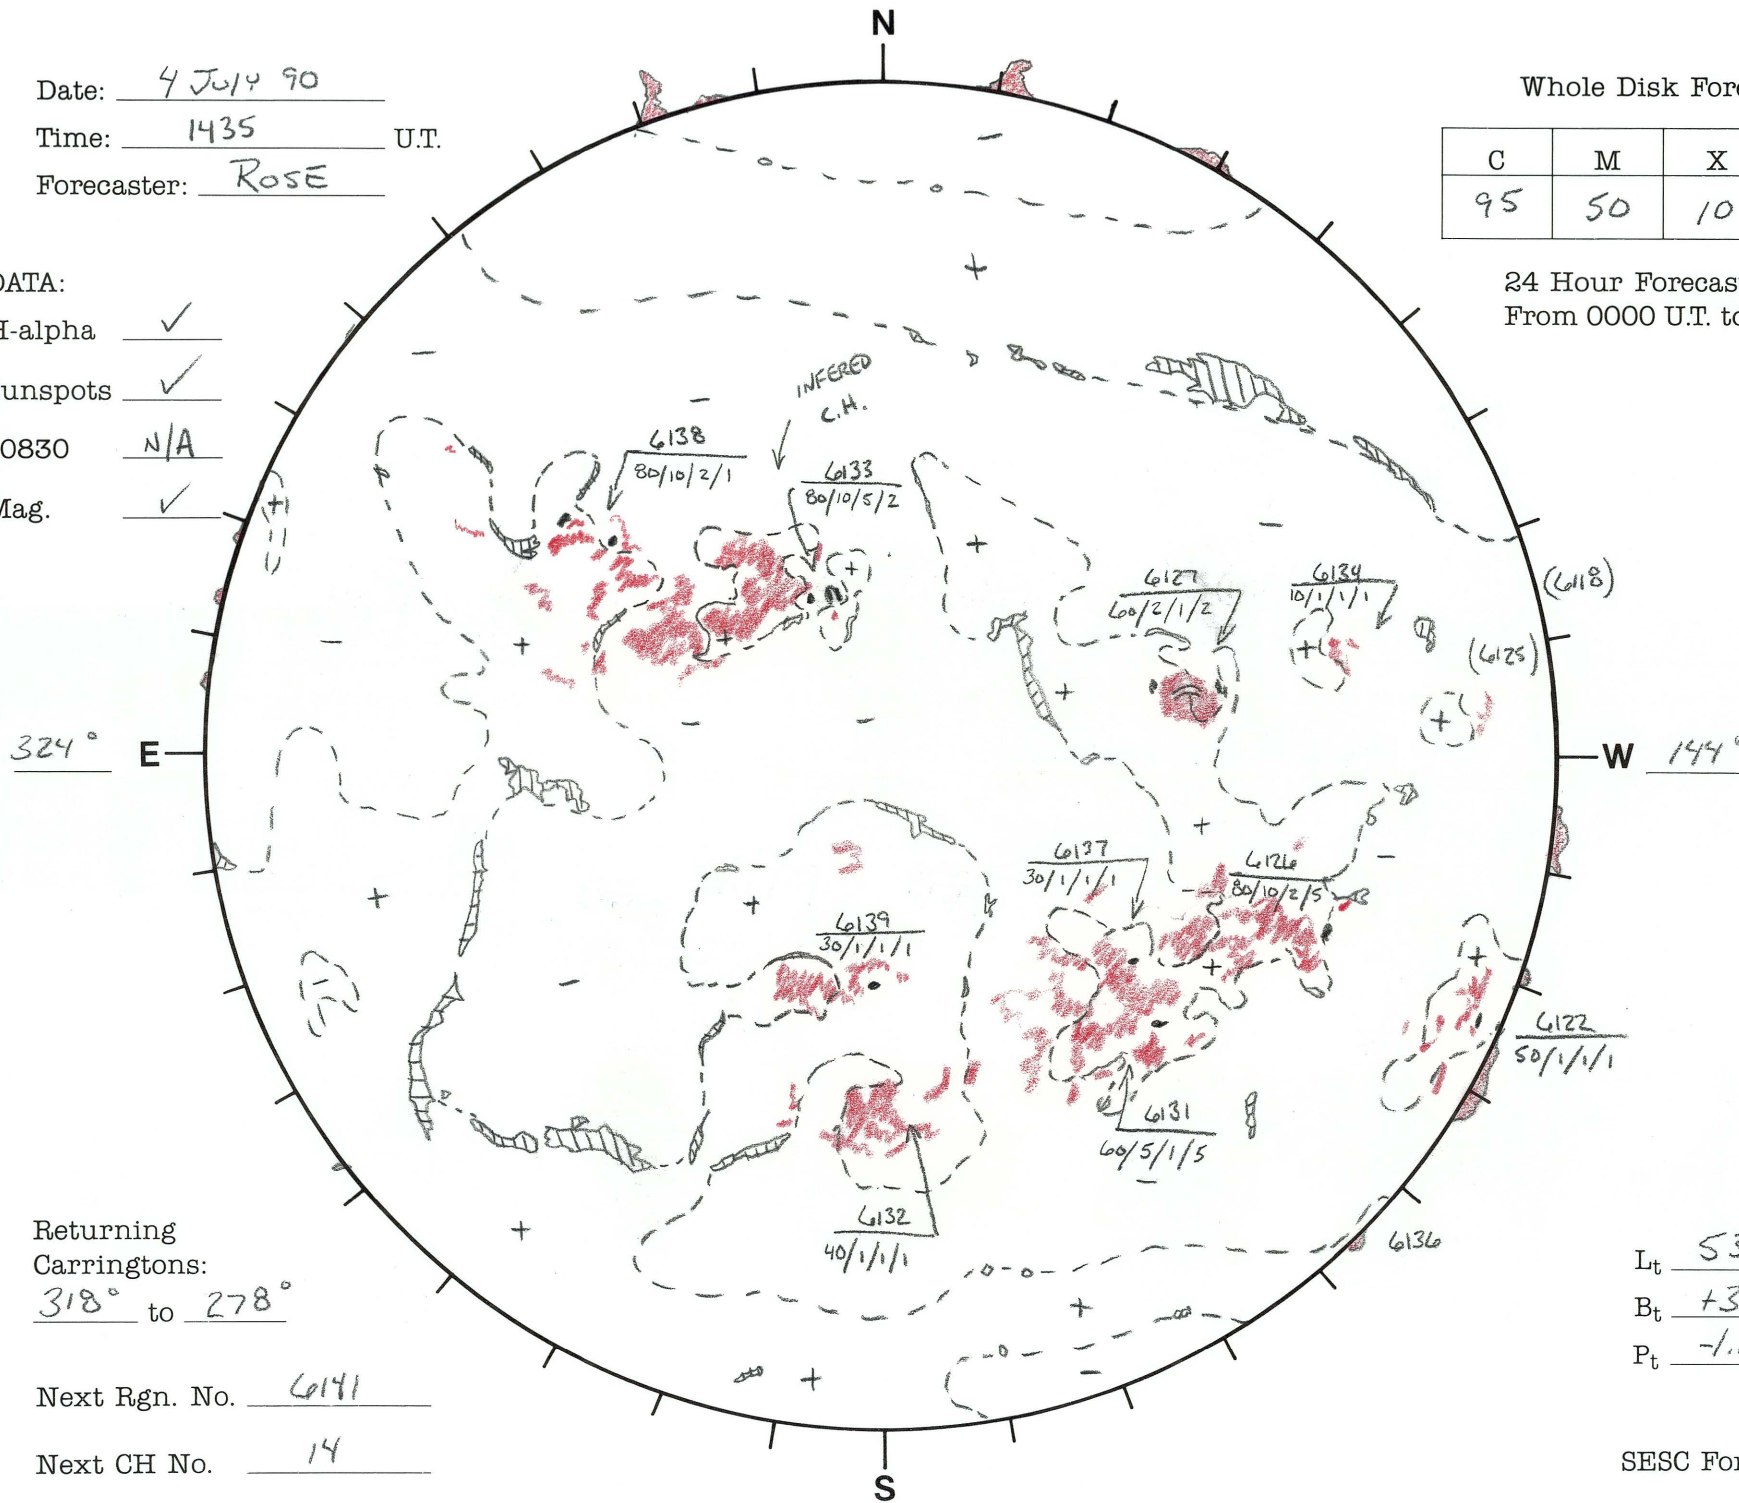 N
Date: 4 July 90
Time: 1435 U.T.
Forecaster: ROSE
Whole Disk Fore
C M X
95 50 10
24 Hour Forecas
From 0000 U.T. to
DATA:
H-alpha ✓
unspots ✓
0830 N/A
Mag. ✓
INFERED
C.H.
6138
80/10/2/1
6133
80/10/5/2
6127
60/2/1/2
6134
10/1/1/1
(6118)
(6125)
324° E
W 144°
6137
30/1/1/1
6126
80/10/2/5
6139
30/1/1/1
6122
50/1/1/1
6131
60/5/1/5
6132
40/1/1/1
6136
Returning
Carringtons:
318° to 278°
Next Rgn. No. 6141
Next CH No. 14
Lt 53
Bt +3
Pt -1.
S
SESC For